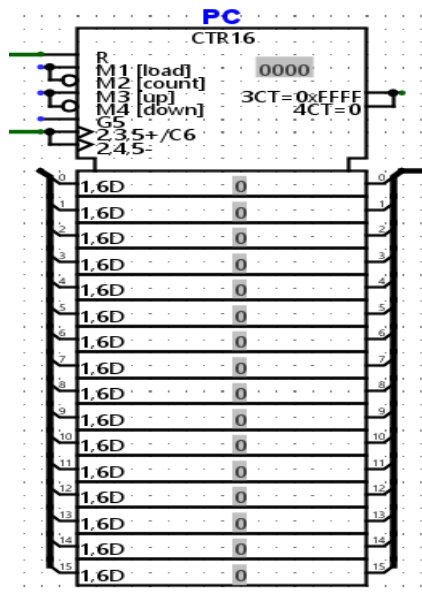 PC
CTR16
R
M1 [load] 0000
M2 [count]
M3 [up] 3CT=0xFFFF
M4 [down] 4CT=0
G5
2,3,5+/C6
2,4,5-
0 1,6D 0 0
1 1,6D 0 1
2 1,6D 0 2
3 1,6D 0 3
4 1,6D 0 4
5 1,6D 0 5
6 1,6D 0 6
7 1,6D 0 7
8 1,6D 0 8
9 1,6D 0 9
10 1,6D 0 10
11 1,6D 0 11
12 1,6D 0 12
13 1,6D 0 13
14 1,6D 0 14
15 1,6D 0 15